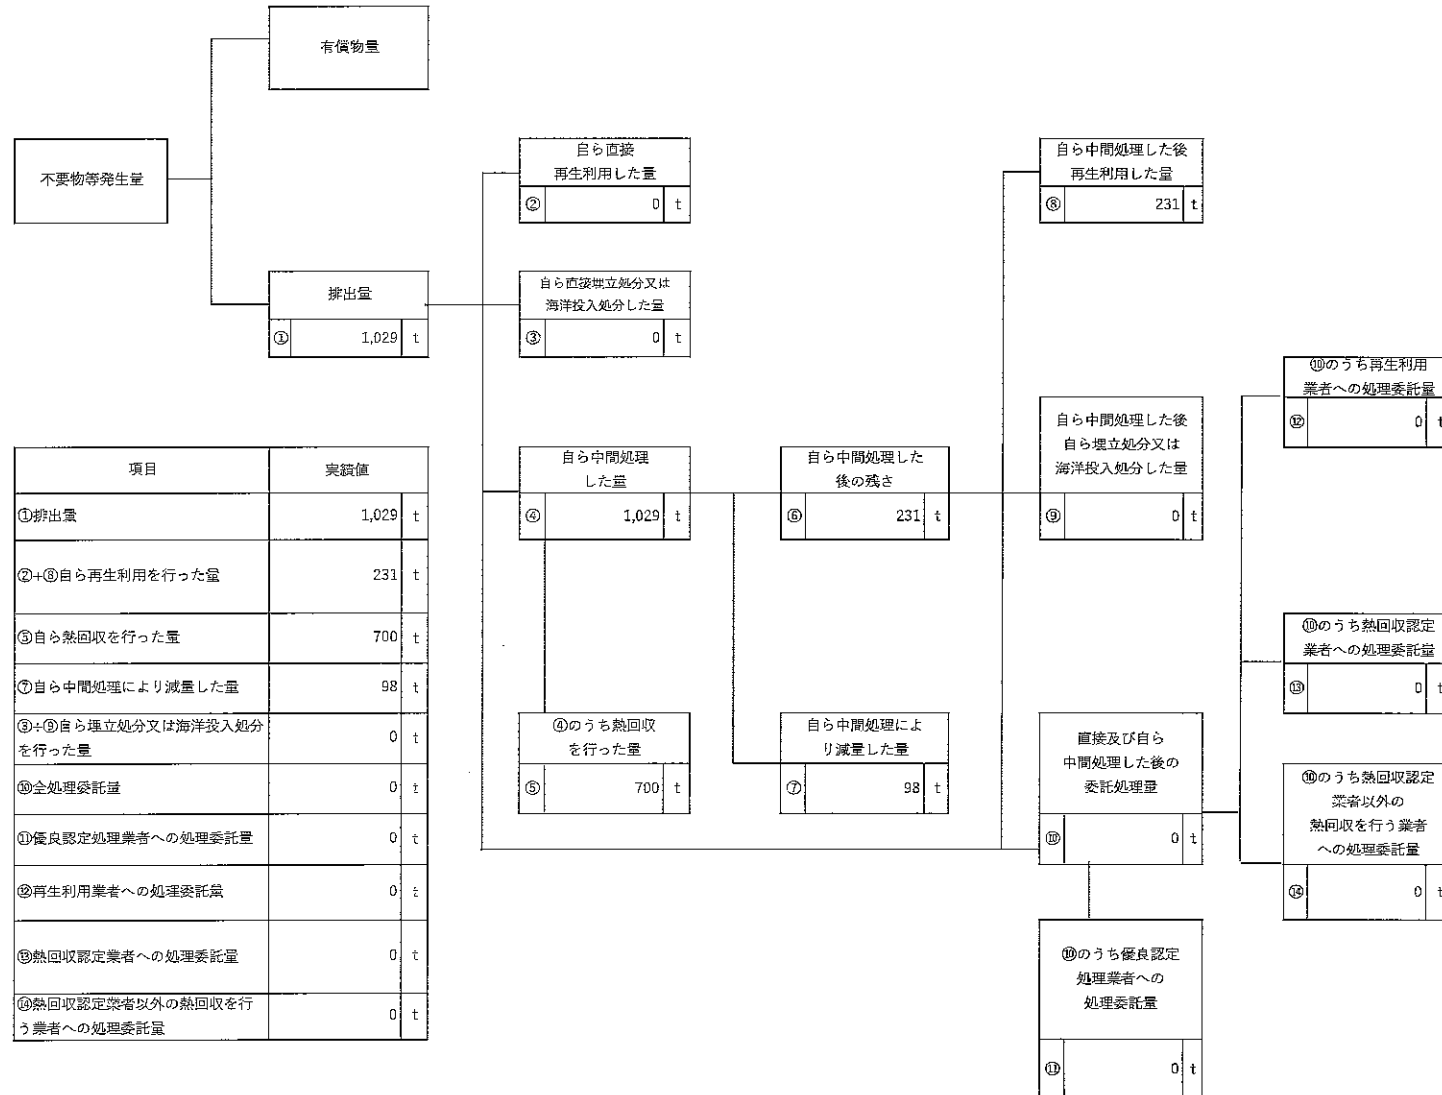 有償物量
不要物等発生量
自ら直接
再生利用した量
② 0 t
自ら中間処理した後
再生利用した量
⑧ 231 t
排出量
① 1,029 t
自ら直接埋立処分又は
海洋投入処分した量
③ 0 t
⑩のうち再生利用
業者への処理委託量
⑫ 0 t
自ら中間処理した後
自ら埋立処分又は
海洋投入処分した量
⑨ 0 t
自ら中間処理
した量
④ 1,029 t
自ら中間処理した
後の残さ
⑥ 231 t
項目 実績値
①排出量 1,029 t
②+⑧自ら再生利用を行った量 231 t
⑤自ら熱回収を行った量 700 t
⑦自ら中間処理により減量した量 98 t
③+⑨自ら埋立処分又は海洋投入処分
を行った量 0 t
⑩全処理委託量 0 t
⑪優良認定処理業者への処理委託量 0 t
⑫再生利用業者への処理委託量 0 t
⑬熱回収認定業者への処理委託量 0 t
⑭熱回収認定業者以外の熱回収を行
う業者への処理委託量 0 t
⑩のうち熱回収認定
業者への処理委託量
⑬ 0 t
④のうち熱回収
を行った量
⑤ 700 t
自ら中間処理によ
り減量した量
⑦ 98 t
直接及び自ら
中間処理した後の
委託処理量
⑩ 0 t
⑩のうち熱回収認定
業者以外の
熱回収を行う業者
への処理委託量
⑭ 0 t
⑩のうち優良認定
処理業者への
処理委託量
⑪ 0 t